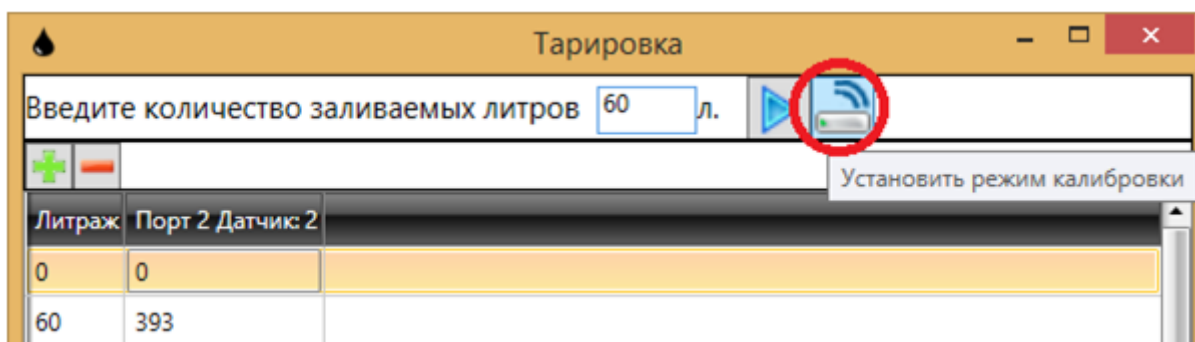 Тарировка
Введите количество заливаемых литров 60 л.
Установить режим калибровки
Литраж Порт 2 Датчик: 2
0 0
60 393